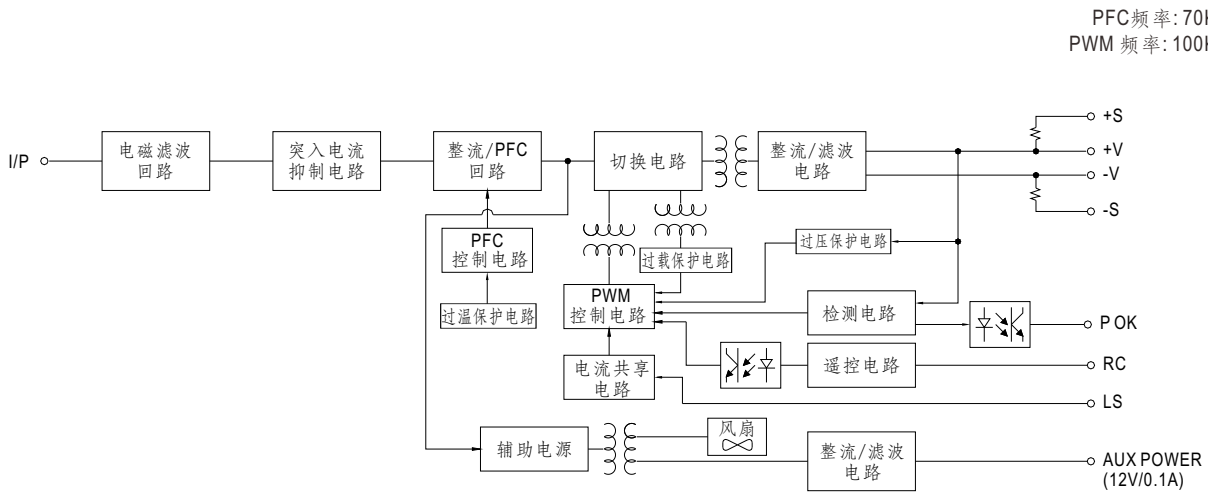 PFC频率: 70K
PWM 频率: 100K
I/P
电磁滤波
回路
突入电流
抑制电路
整流/PFC
回路
切换电路
整流/滤波
电路
+S
+V
-V
-S
PFC
控制电路
过载保护电路
过压保护电路
过温保护电路
PWM
控制电路
检测电路
P OK
电流共享
电路
遥控电路
RC
LS
辅助电源
风扇
整流/滤波
电路
AUX POWER
(12V/0.1A)